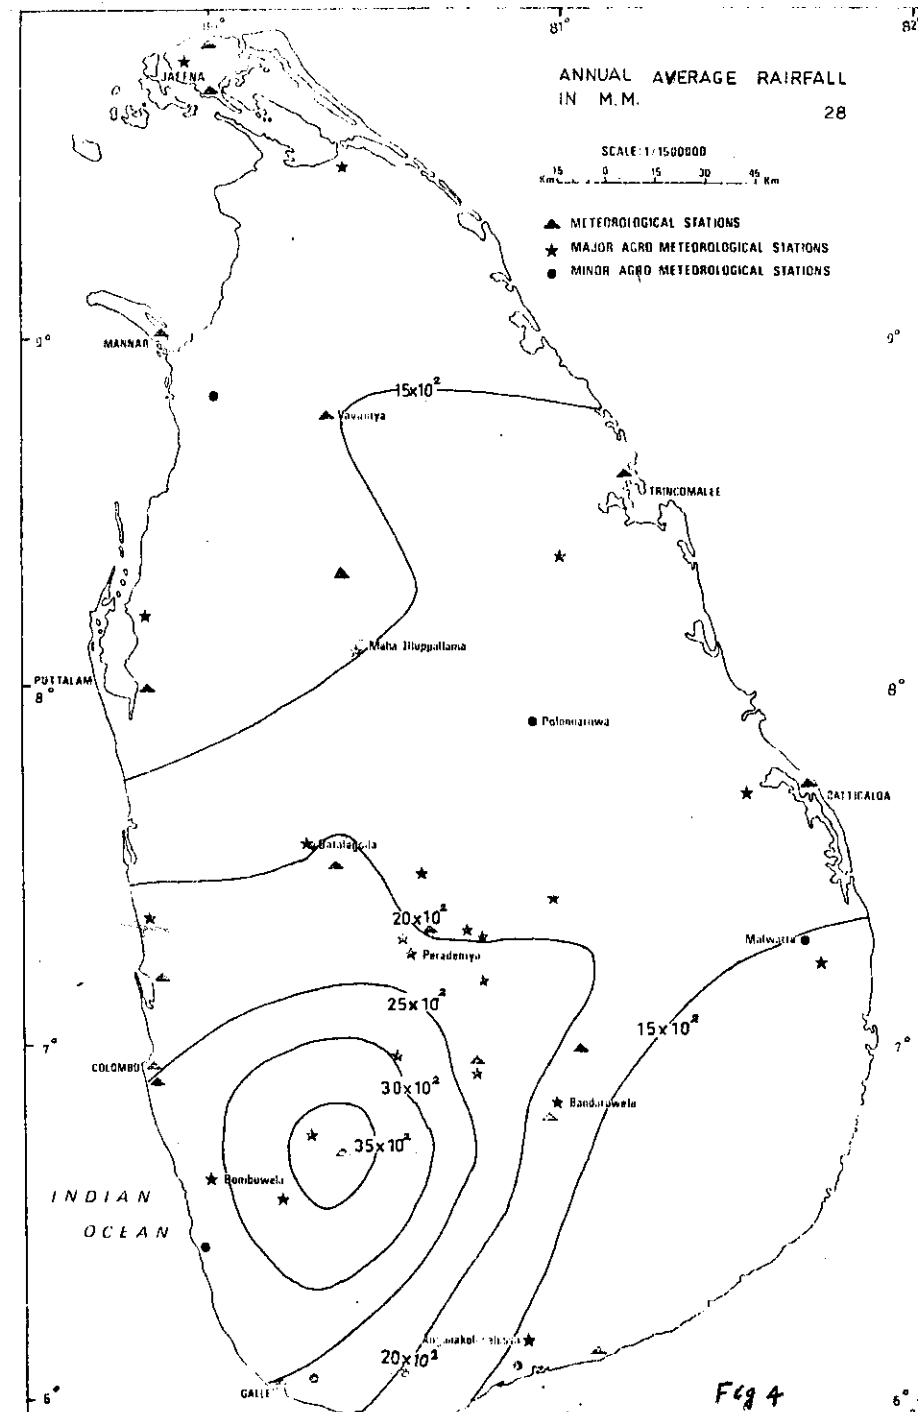 81°
82
ANNUAL AVERAGE RAIRFALL
IN M.M.
28
JAFFNA
SCALE: 1/1500000
Km 15 0 15 30 45 Km
METEOROLOGICAL STATIONS
MAJOR AGRO METEOROLOGICAL STATIONS
MINOR AGRO METEOROLOGICAL STATIONS
9°
MANNAR
9°
15x10²
Vavuniya
TRINCOMALEE
Maha Illuppallama
PUTTALAM
8°
8°
Polonnaruwa
BATTICALOA
Batalagoda
20x10²
Malwatta
Peradeniya
25x10²
15x10²
7°
7°
COLOMBO
30x10²
Bandarawela
35x10²
Bombuwela
INDIAN
OCEAN
20x10²
GALLE
6°
6°
Fig 4